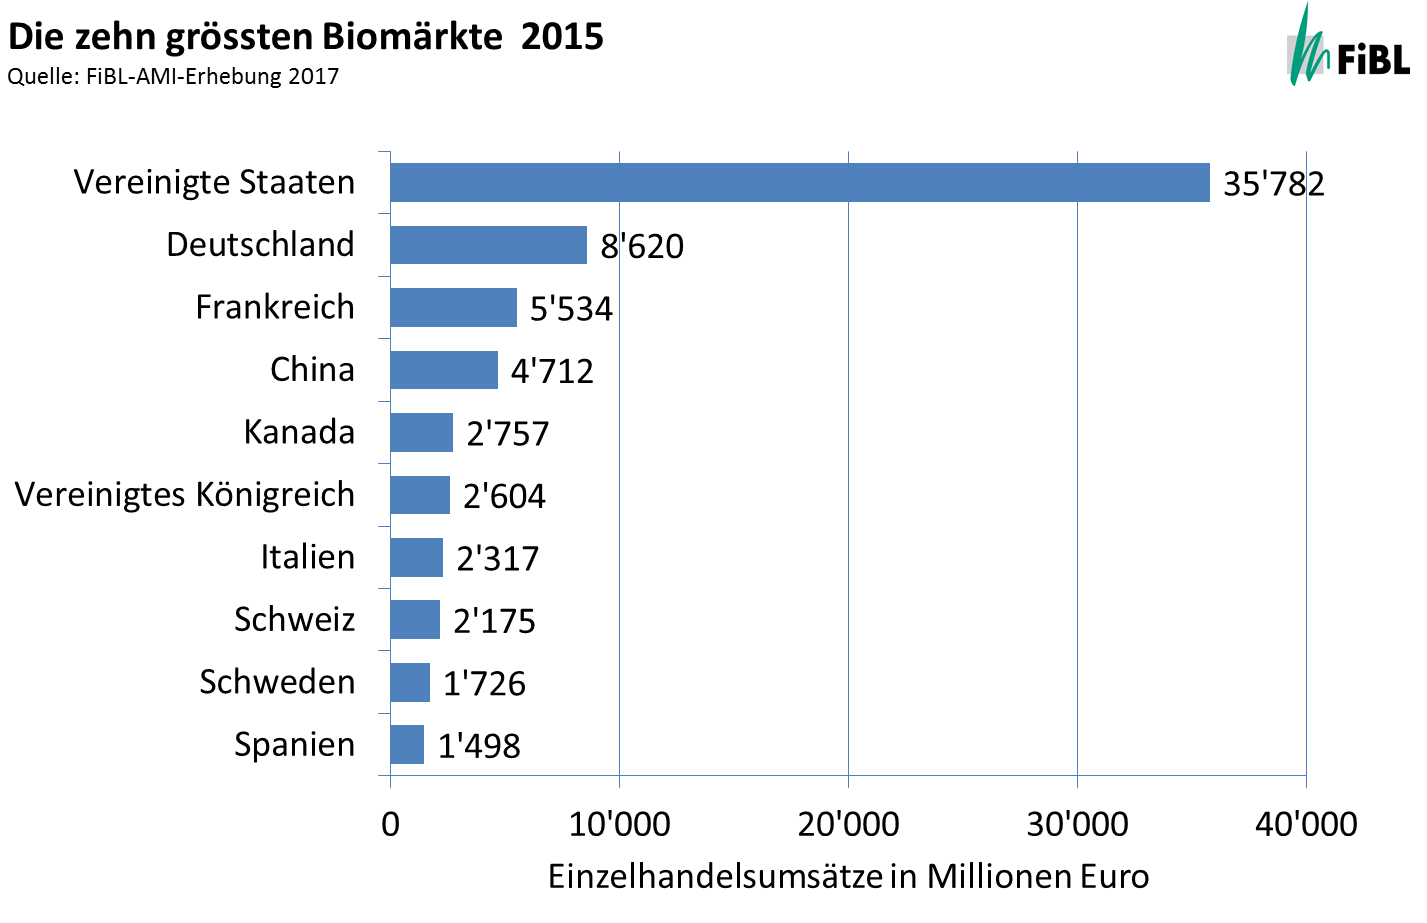 Die zehn grössten Biomärkte 2015
Quelle: FiBL-AMI-Erhebung 2017
FiBL
Vereinigte Staaten 35'782
Deutschland 8'620
Frankreich 5'534
China 4'712
Kanada 2'757
Vereinigtes Königreich 2'604
Italien 2'317
Schweiz 2'175
Schweden 1'726
Spanien 1'498
0 10'000 20'000 30'000 40'000
Einzelhandelsumsätze in Millionen Euro